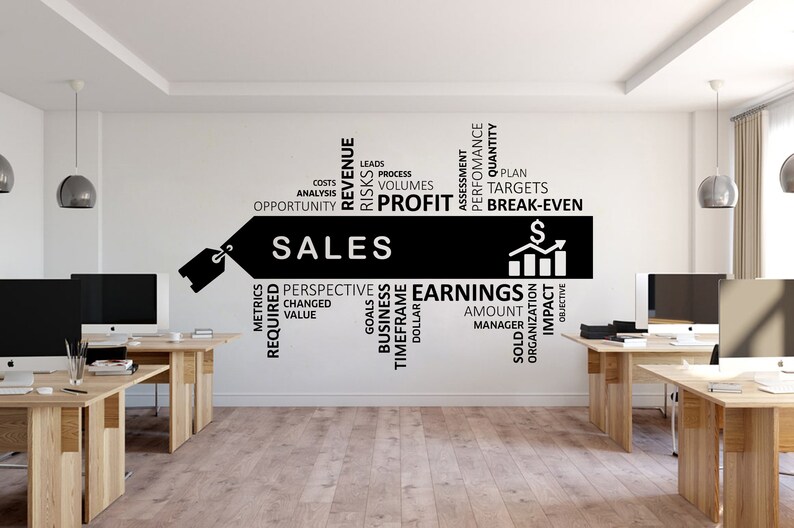 REVENUE
LEADS
RISKS
PROCESS
COSTS
VOLUMES
ANALYSIS
OPPORTUNITY
PROFIT
ASSESSMENT
PERFOMANCE
QUANTITY
PLAN
TARGETS
BREAK-EVEN
SALES
$
METRICS
REQUIRED
PERSPECTIVE
CHANGED
VALUE
GOALS
BUSINESS
TIMEFRAME
DOLLAR
EARNINGS
AMOUNT
MANAGER
SOLD
ORGANIZATION
IMPACT
OBJECTIVE